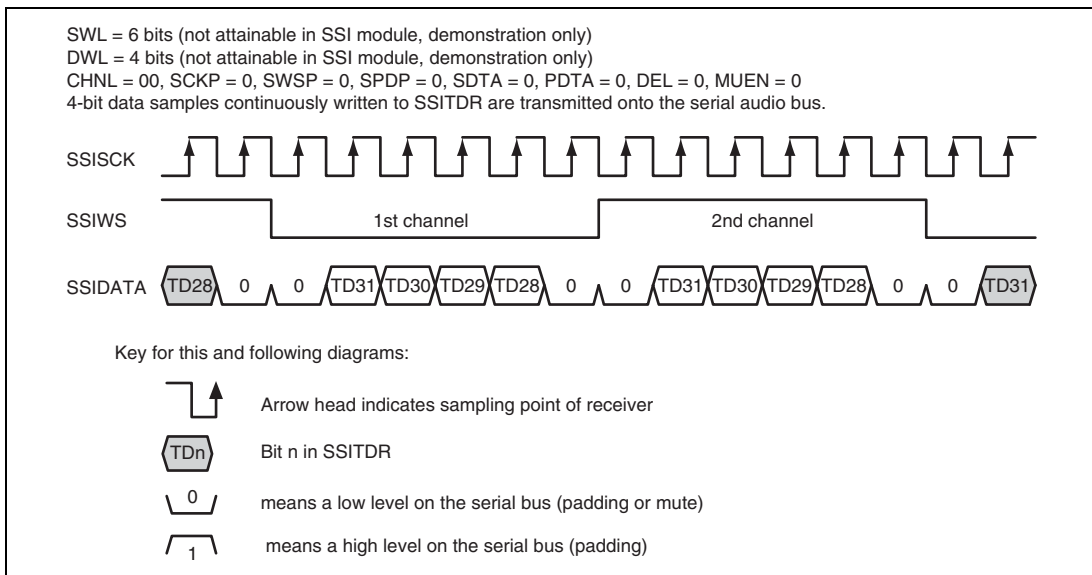 SWL = 6 bits (not attainable in SSI module, demonstration only)
DWL = 4 bits (not attainable in SSI module, demonstration only)
CHNL = 00, SCKP = 0, SWSP = 0, SPDP = 0, SDTA = 0, PDTA = 0, DEL = 0, MUEN = 0
4-bit data samples continuously written to SSITDR are transmitted onto the serial audio bus.
SSISCK
SSIWS 1st channel 2nd channel
SSIDATA TD28 0 0 TD31 TD30 TD29 TD28 0 0 TD31 TD30 TD29 TD28 0 0 TD31
Key for this and following diagrams:
Arrow head indicates sampling point of receiver
TDn Bit n in SSITDR
0 means a low level on the serial bus (padding or mute)
1 means a high level on the serial bus (padding)